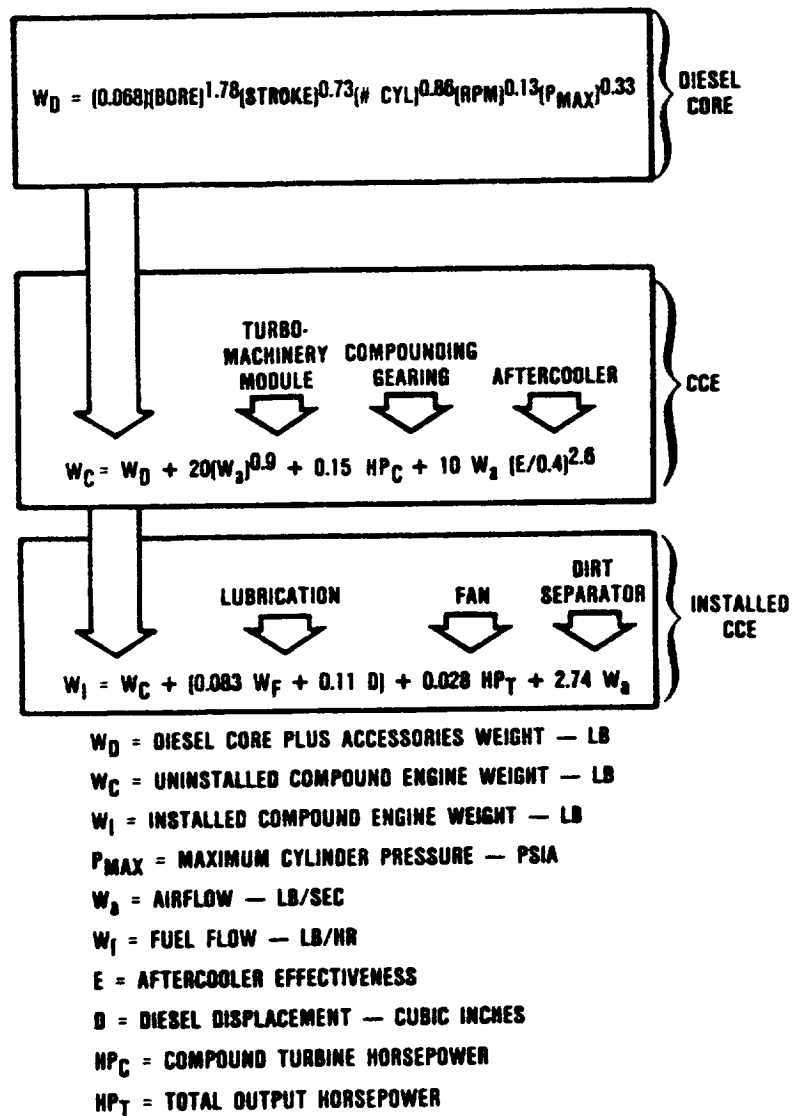 W_D = (0.068)(BORE)^1.78(STROKE)^0.73(# CYL)^0.86(RPM)^0.13(P_MAX)^0.33
DIESEL
CORE
TURBO-
MACHINERY
MODULE
COMPOUNDING
GEARING
AFTERCOOLER
CCE
W_C = W_D + 20(W_a)^0.9 + 0.15 HP_C + 10 W_a (E/0.4)^2.6
LUBRICATION
FAN
DIRT
SEPARATOR
INSTALLED
CCE
W_I = W_C + (0.083 W_F + 0.11 D) + 0.028 HP_T + 2.74 W_a
W_D = DIESEL CORE PLUS ACCESSORIES WEIGHT — LB
W_C = UNINSTALLED COMPOUND ENGINE WEIGHT — LB
W_I = INSTALLED COMPOUND ENGINE WEIGHT — LB
P_MAX = MAXIMUM CYLINDER PRESSURE — PSIA
W_a = AIRFLOW — LB/SEC
W_f = FUEL FLOW — LB/HR
E = AFTERCOOLER EFFECTIVENESS
D = DIESEL DISPLACEMENT — CUBIC INCHES
HP_C = COMPOUND TURBINE HORSEPOWER
HP_T = TOTAL OUTPUT HORSEPOWER